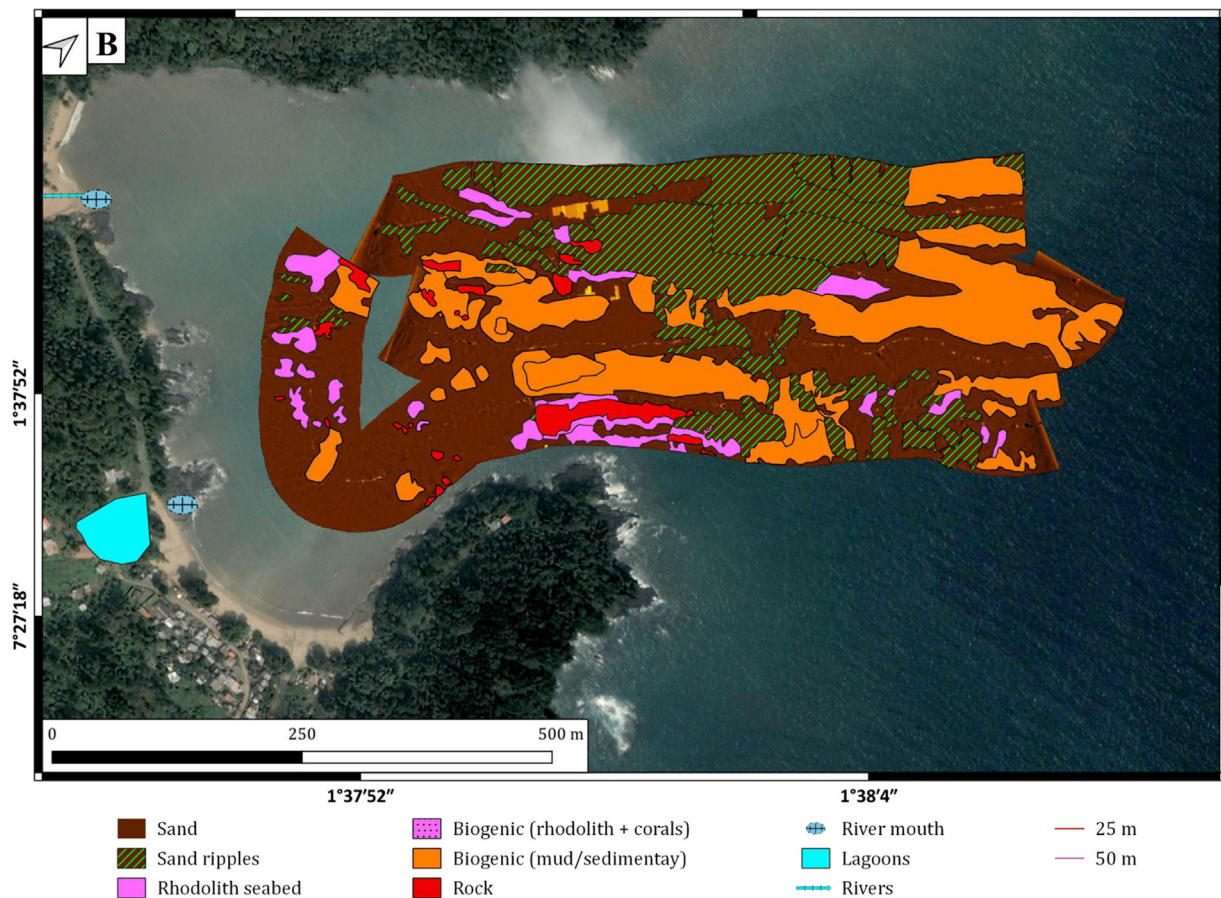 B
1°37'52"
7°27'18"
0 250 500 m
1°37'52" 1°38'4"
Sand
Sand ripples
Rhodolith seabed
Biogenic (rhodolith + corals)
Biogenic (mud/sedimentay)
Rock
River mouth
Lagoons
Rivers
25 m
50 m